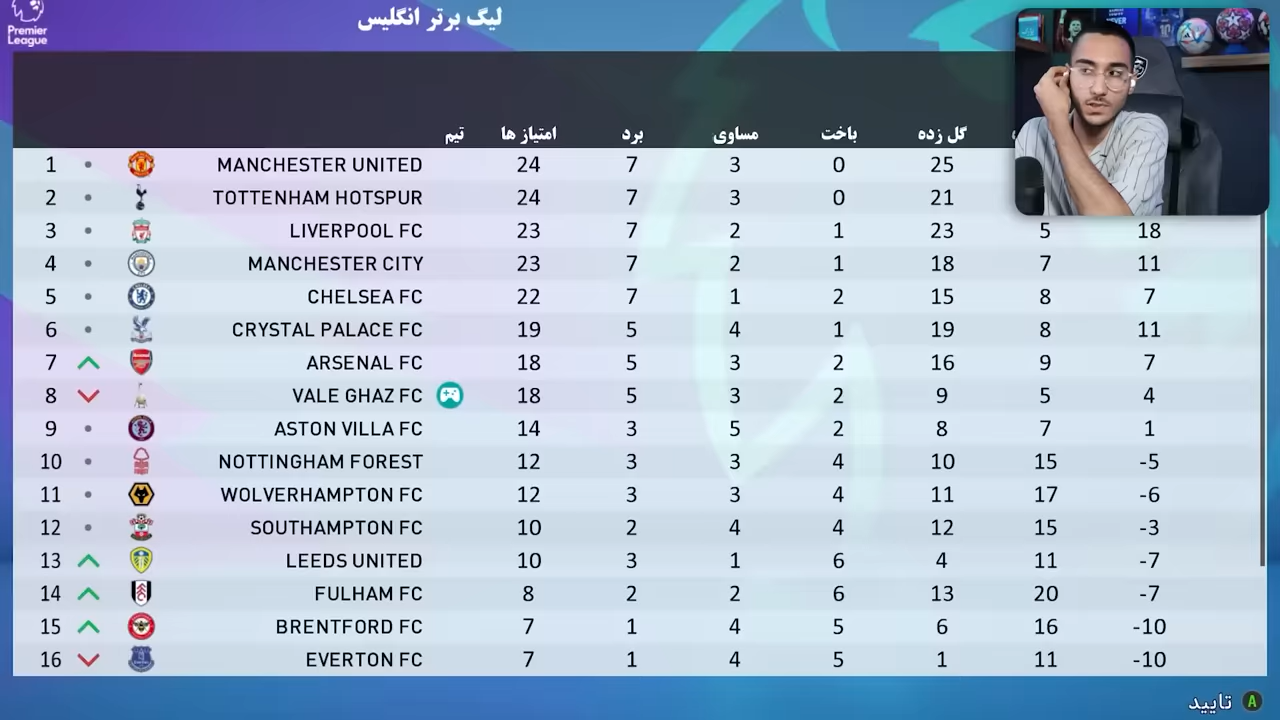 Premier
League
لیگ برتر انگلیس
تیم امتیاز ها برد مساوی باخت گل زده
1 MANCHESTER UNITED 24 7 3 0 25
2 TOTTENHAM HOTSPUR 24 7 3 0 21
3 LIVERPOOL FC 23 7 2 1 23 5 18
4 MANCHESTER CITY 23 7 2 1 18 7 11
5 CHELSEA FC 22 7 1 2 15 8 7
6 CRYSTAL PALACE FC 19 5 4 1 19 8 11
7 ARSENAL FC 18 5 3 2 16 9 7
8 VALE GHAZ FC 18 5 3 2 9 5 4
9 ASTON VILLA FC 14 3 5 2 8 7 1
10 NOTTINGHAM FOREST 12 3 3 4 10 15 -5
11 WOLVERHAMPTON FC 12 3 3 4 11 17 -6
12 SOUTHAMPTON FC 10 2 4 4 12 15 -3
13 LEEDS UNITED 10 3 1 6 4 11 -7
14 FULHAM FC 8 2 2 6 13 20 -7
15 BRENTFORD FC 7 1 4 5 6 16 -10
16 EVERTON FC 7 1 4 5 1 11 -10
تایید A